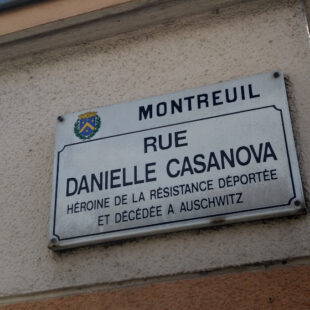 MONTREUIL
RUE
DANIELLE CASANOVA
HÉROINE DE LA RÉSISTANCE DÉPORTÉE
ET DÉCÉDÉE A AUSCHWITZ